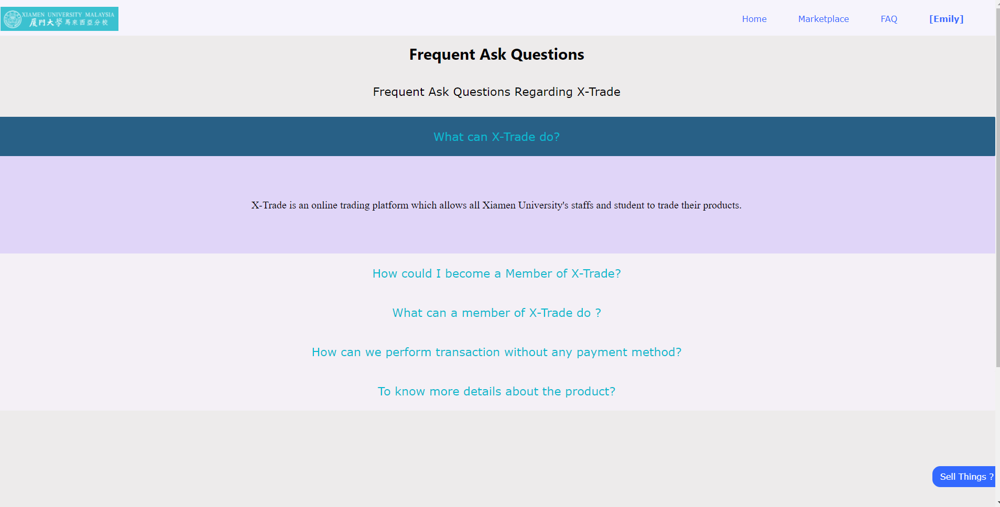 XIAMEN UNIVERSITY MALAYSIA
厦門大學 馬來西亞分校
Home
Marketplace
FAQ
[Emily]
Frequent Ask Questions
Frequent Ask Questions Regarding X-Trade
What can X-Trade do?
X-Trade is an online trading platform which allows all Xiamen University's staffs and student to trade their products.
How could I become a Member of X-Trade?
What can a member of X-Trade do ?
How can we perform transaction without any payment method?
To know more details about the product?
Sell Things ?